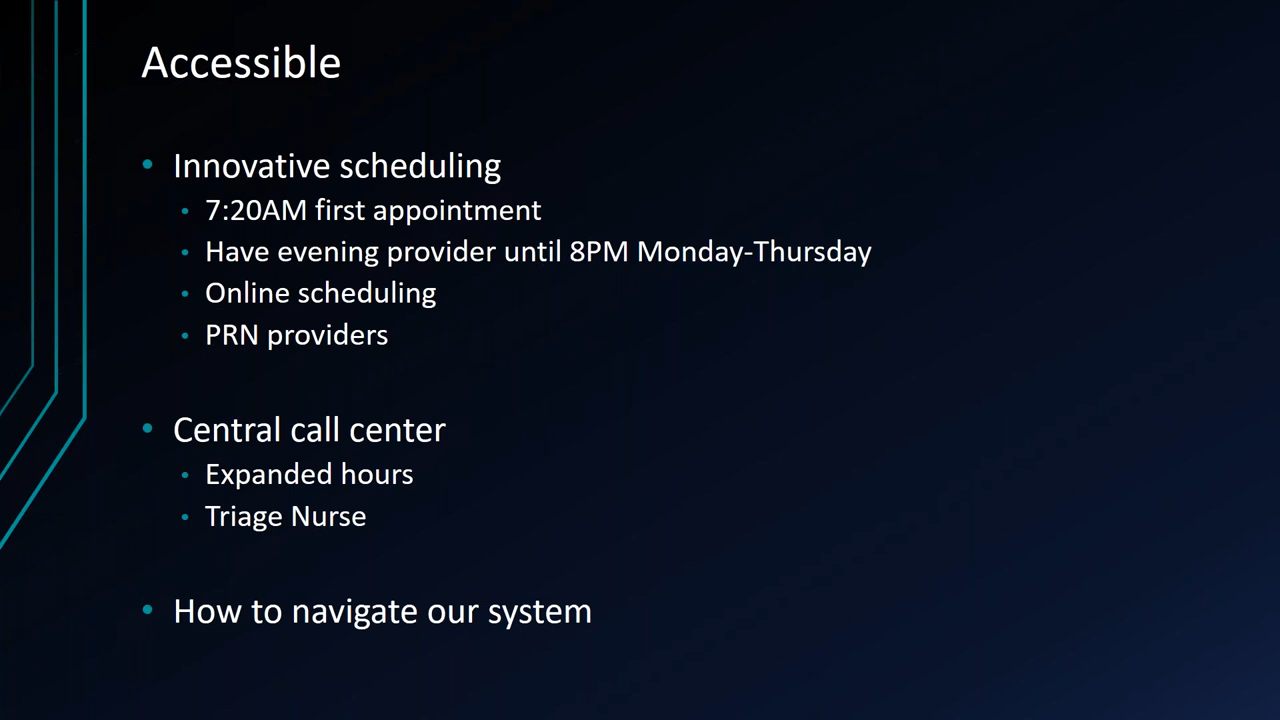 Accessible
• Innovative scheduling
• 7:20AM first appointment
• Have evening provider until 8PM Monday-Thursday
• Online scheduling
• PRN providers
• Central call center
• Expanded hours
• Triage Nurse
• How to navigate our system